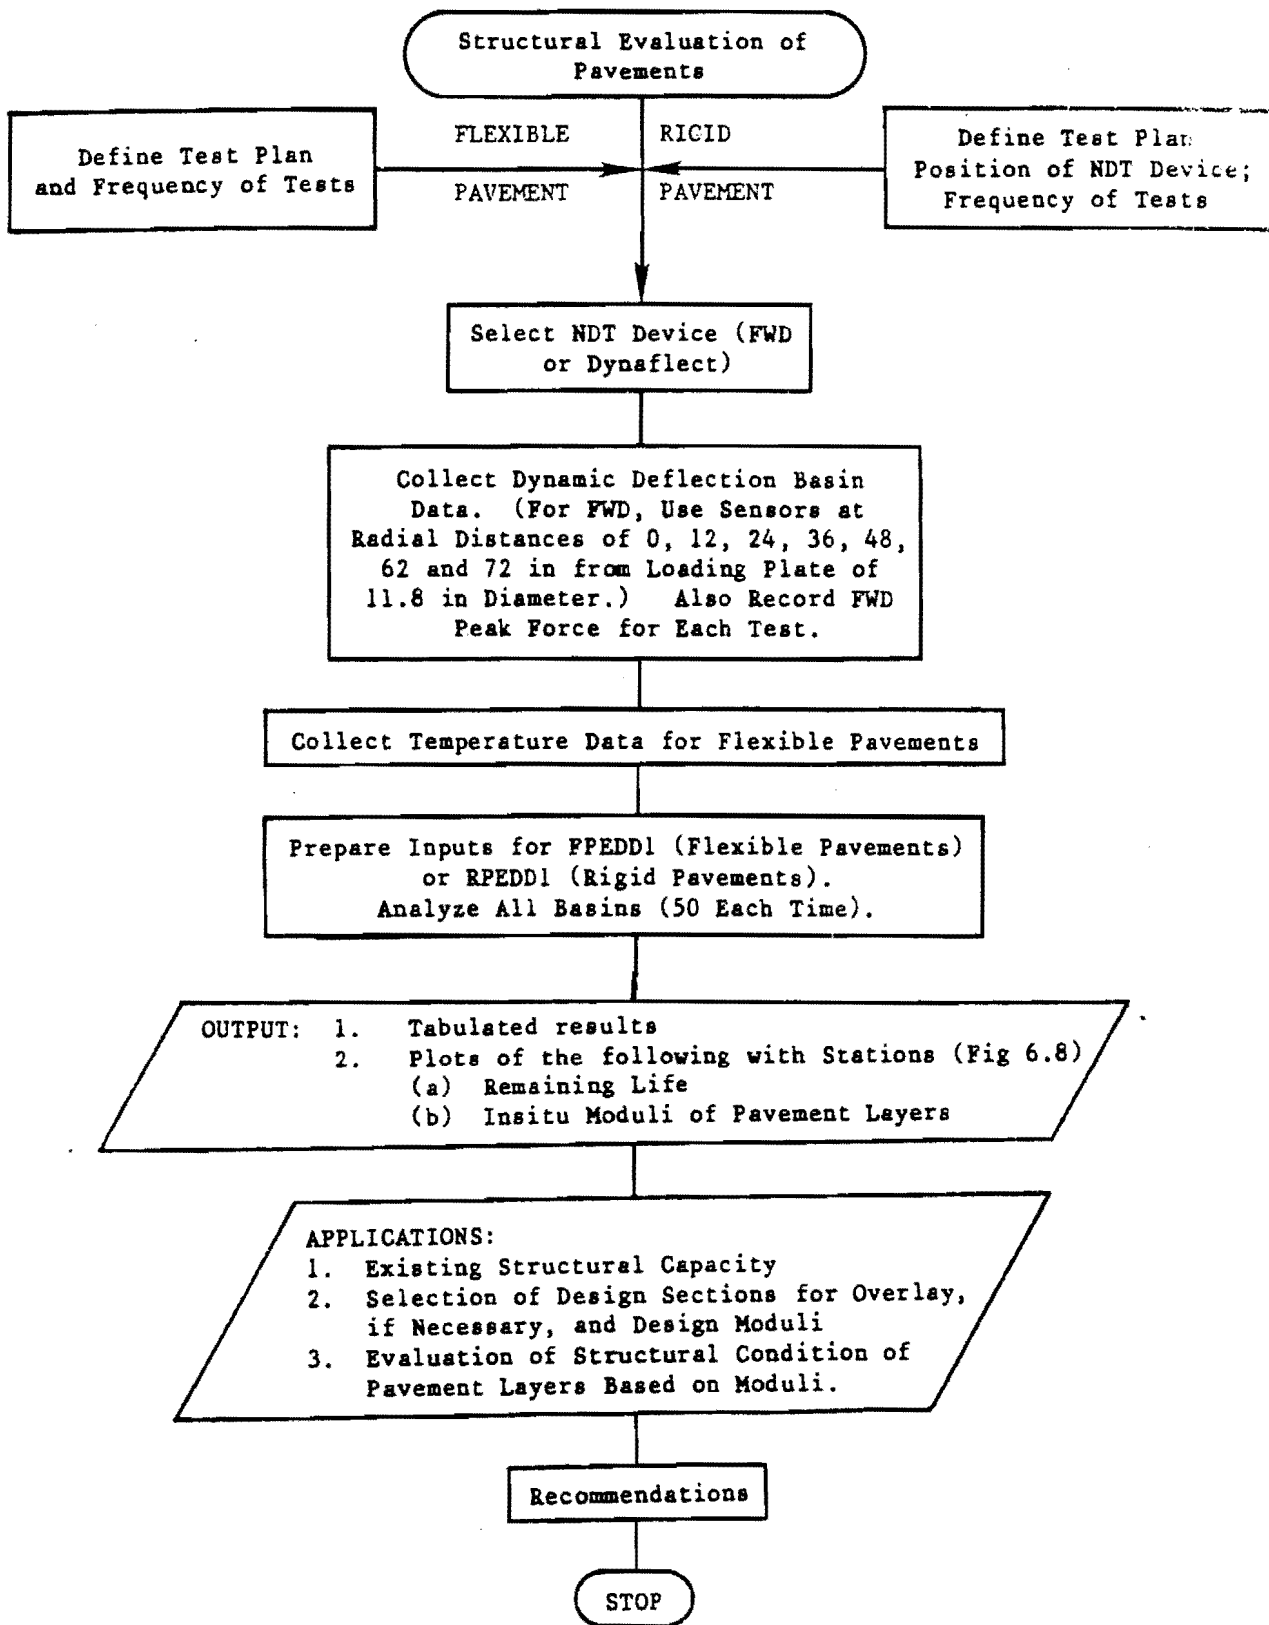 Structural Evaluation of
Pavements
Define Test Plan
and Frequency of Tests
FLEXIBLE
PAVEMENT
RICID
PAVEMENT
Define Test Plan
Position of NDT Device;
Frequency of Tests
Select NDT Device (FWD
or Dynaflect)
Collect Dynamic Deflection Basin
Data. (For FWD, Use Sensors at
Radial Distances of 0, 12, 24, 36, 48,
62 and 72 in from Loading Plate of
11.8 in Diameter.) Also Record FWD
Peak Force for Each Test.
Collect Temperature Data for Flexible Pavements
Prepare Inputs for FPEDD1 (Flexible Pavements)
or RPEDD1 (Rigid Pavements).
Analyze All Basins (50 Each Time).
OUTPUT: 1. Tabulated results
2. Plots of the following with Stations (Fig 6.8)
(a) Remaining Life
(b) Insitu Moduli of Pavement Layers
APPLICATIONS:
1. Existing Structural Capacity
2. Selection of Design Sections for Overlay,
if Necessary, and Design Moduli
3. Evaluation of Structural Condition of
Pavement Layers Based on Moduli.
Recommendations
STOP